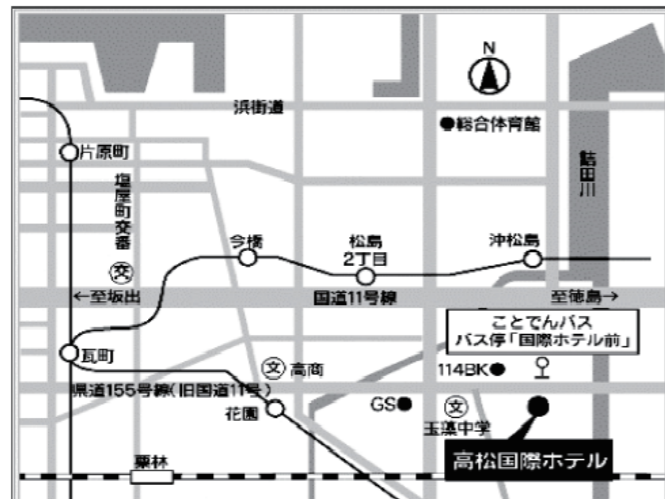 N
浜街道
総合体育館
片原町
塩屋町交番
詰田川
今橋
松島
2丁目
沖松島
交
←至坂出
国道11号線
至徳島→
ことでんバス
バス停「国際ホテル前」
瓦町
文
高商
114BK
県道155号線(旧国道11号)
花園
GS
文
玉藻中学
高松国際ホテル
栗林